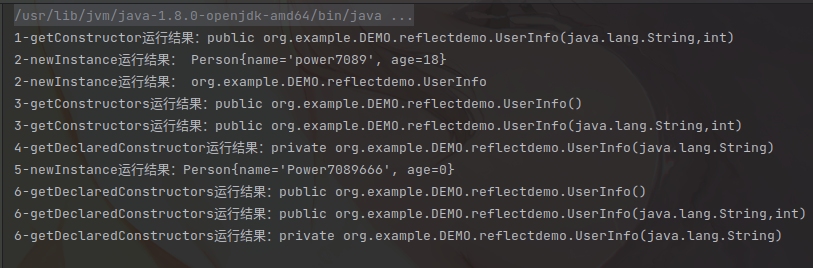 /usr/lib/jvm/java-1.8.0-openjdk-amd64/bin/java ...
1-getConstructor运行结果：public org.example.DEMO.reflectdemo.UserInfo(java.lang.String,int)
2-newInstance运行结果： Person{name='power7089', age=18}
2-newInstance运行结果： org.example.DEMO.reflectdemo.UserInfo
3-getConstructors运行结果：public org.example.DEMO.reflectdemo.UserInfo()
3-getConstructors运行结果：public org.example.DEMO.reflectdemo.UserInfo(java.lang.String,int)
4-getDeclaredConstructor运行结果：private org.example.DEMO.reflectdemo.UserInfo(java.lang.String)
5-newInstance运行结果：Person{name='Power7089666', age=0}
6-getDeclaredConstructors运行结果：public org.example.DEMO.reflectdemo.UserInfo()
6-getDeclaredConstructors运行结果：public org.example.DEMO.reflectdemo.UserInfo(java.lang.String,int)
6-getDeclaredConstructors运行结果：private org.example.DEMO.reflectdemo.UserInfo(java.lang.String)